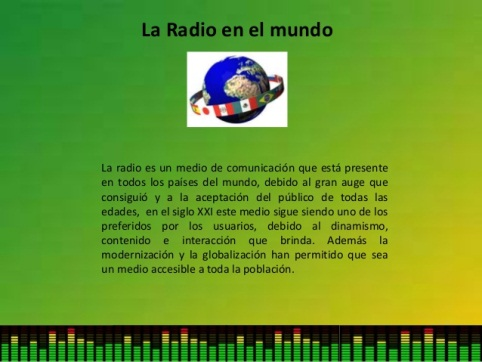 La Radio en el mundo
La radio es un medio de comunicación que está presente
en todos los países del mundo, debido al gran auge que
consiguió y a la aceptación del público de todas las
edades, en el siglo XXI este medio sigue siendo uno de los
preferidos por los usuarios, debido al dinamismo,
contenido e interacción que brinda. Además la
modernización y la globalización han permitido que sea
un medio accesible a toda la población.